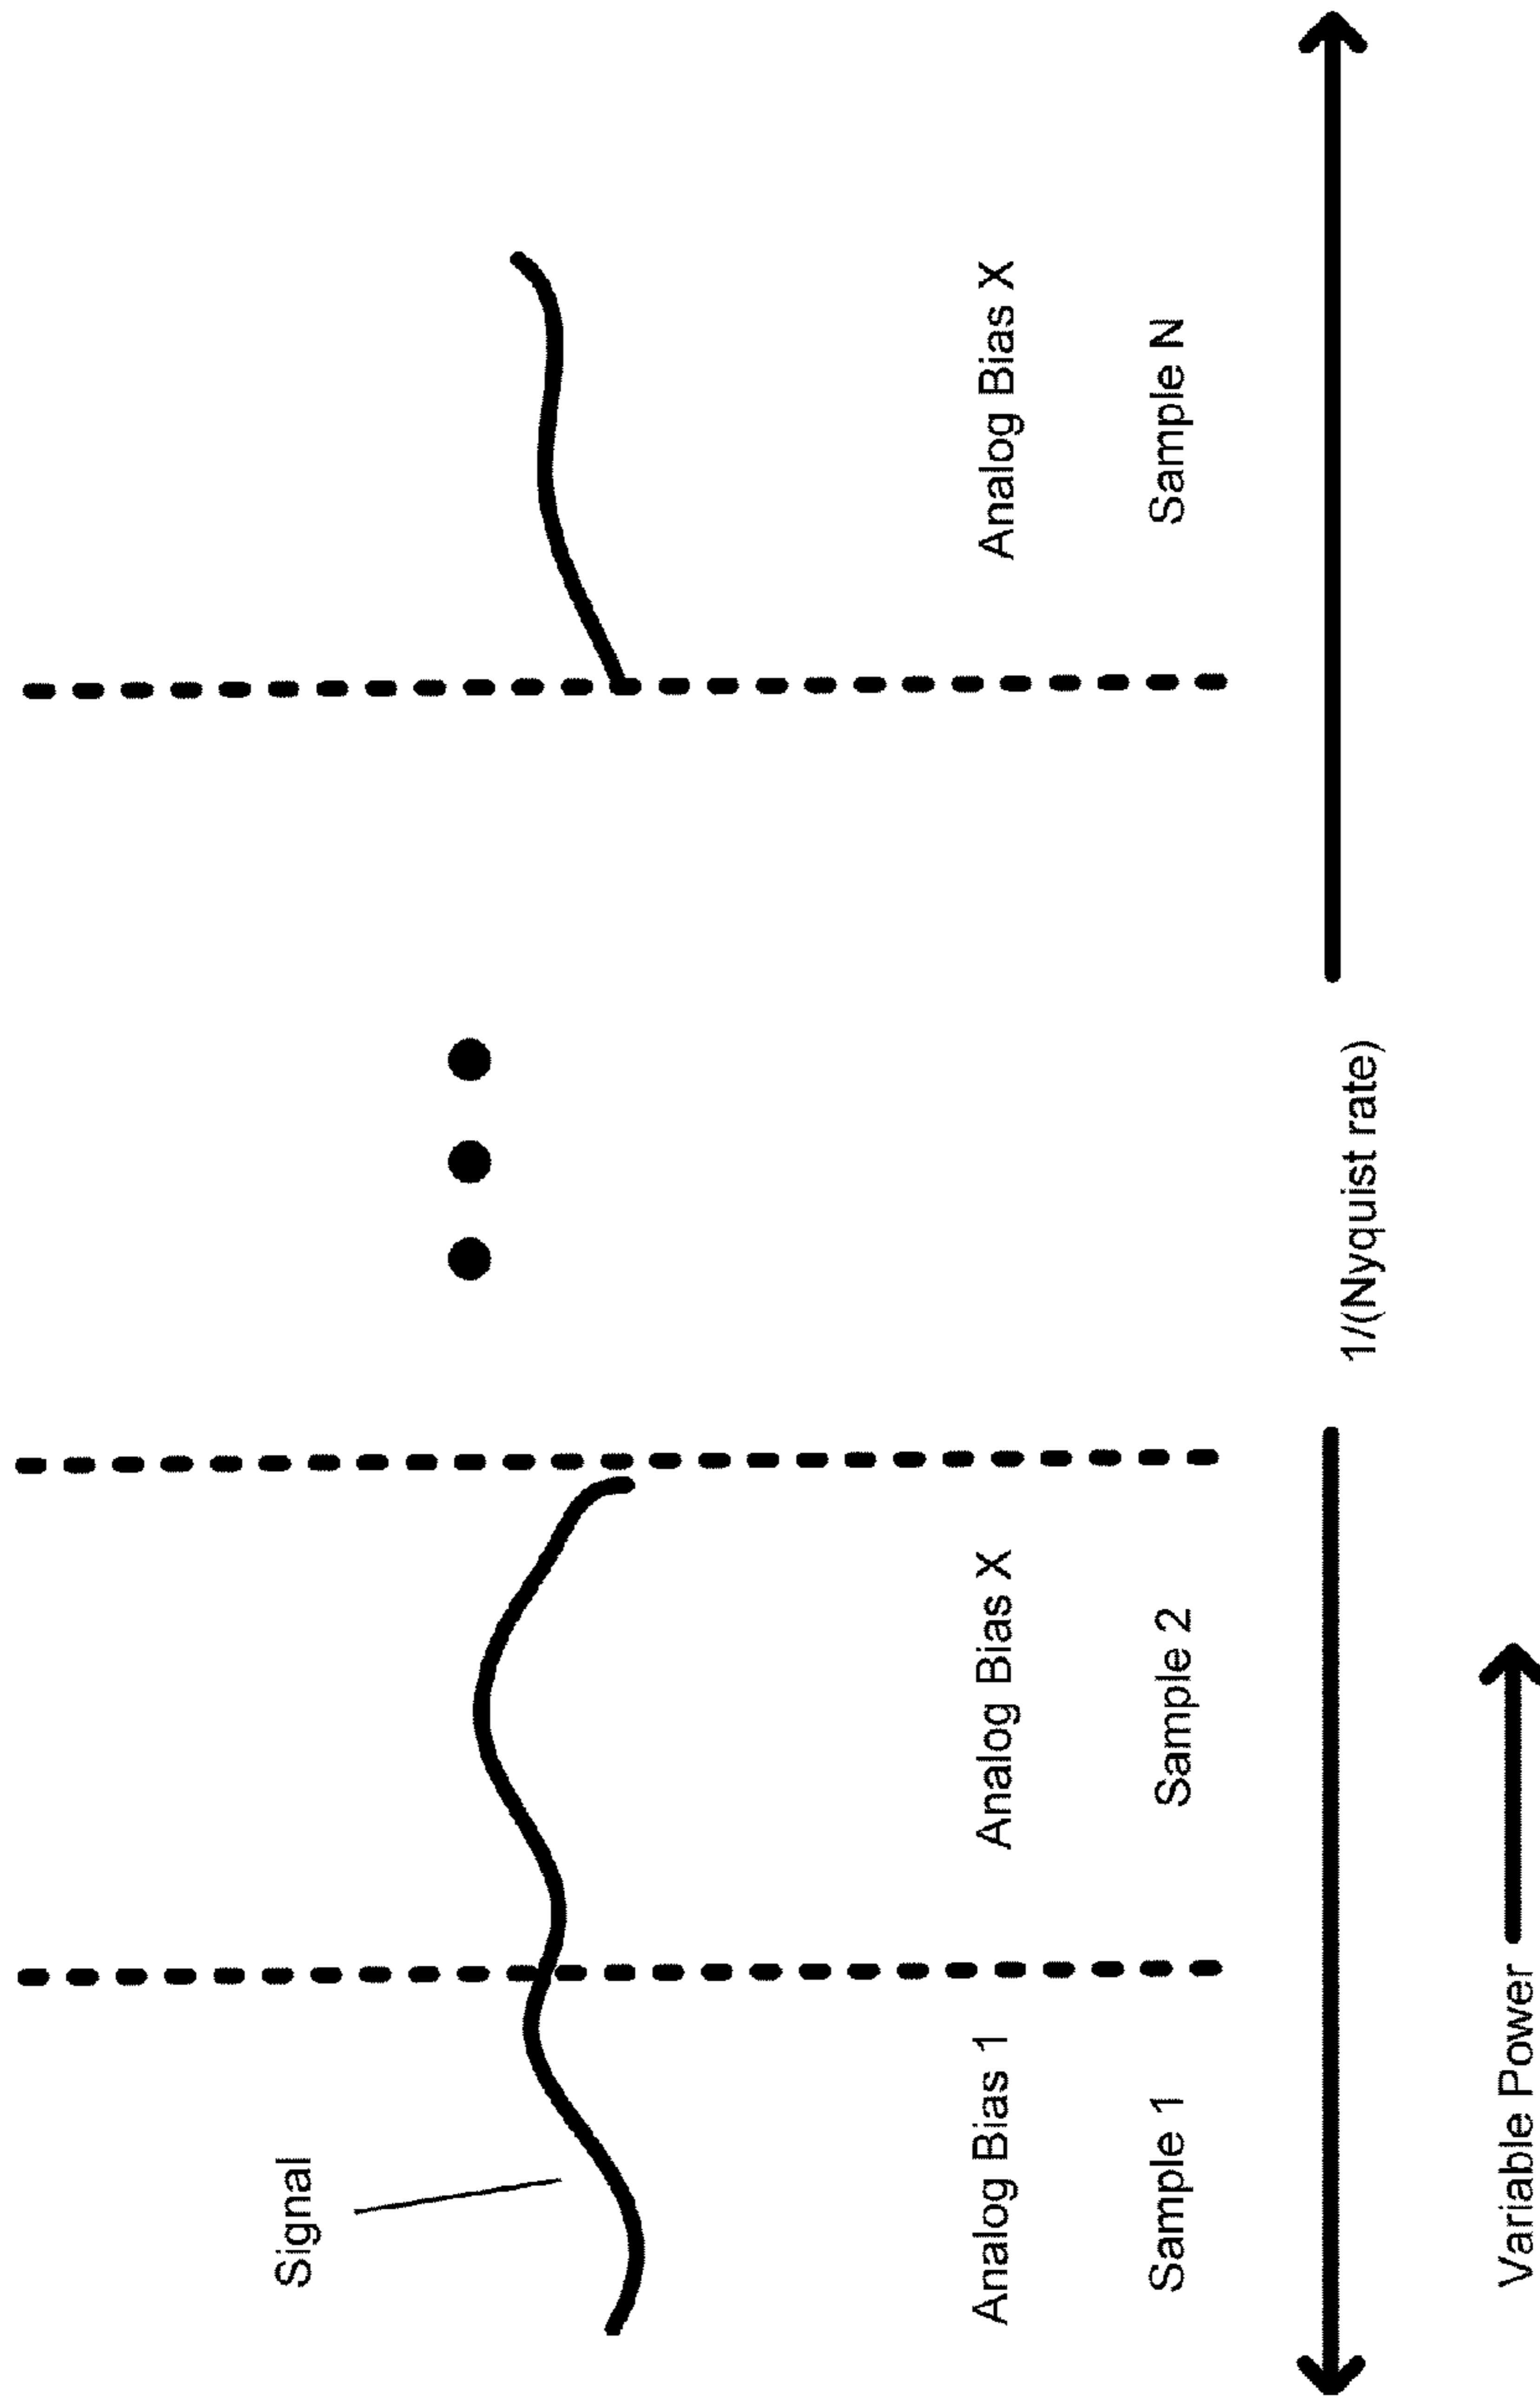 Signal
Analog Bias 1
Analog Bias X
Analog Bias X
Sample 1
Sample 2
Sample N
1/(Nyquist rate)
Variable Power